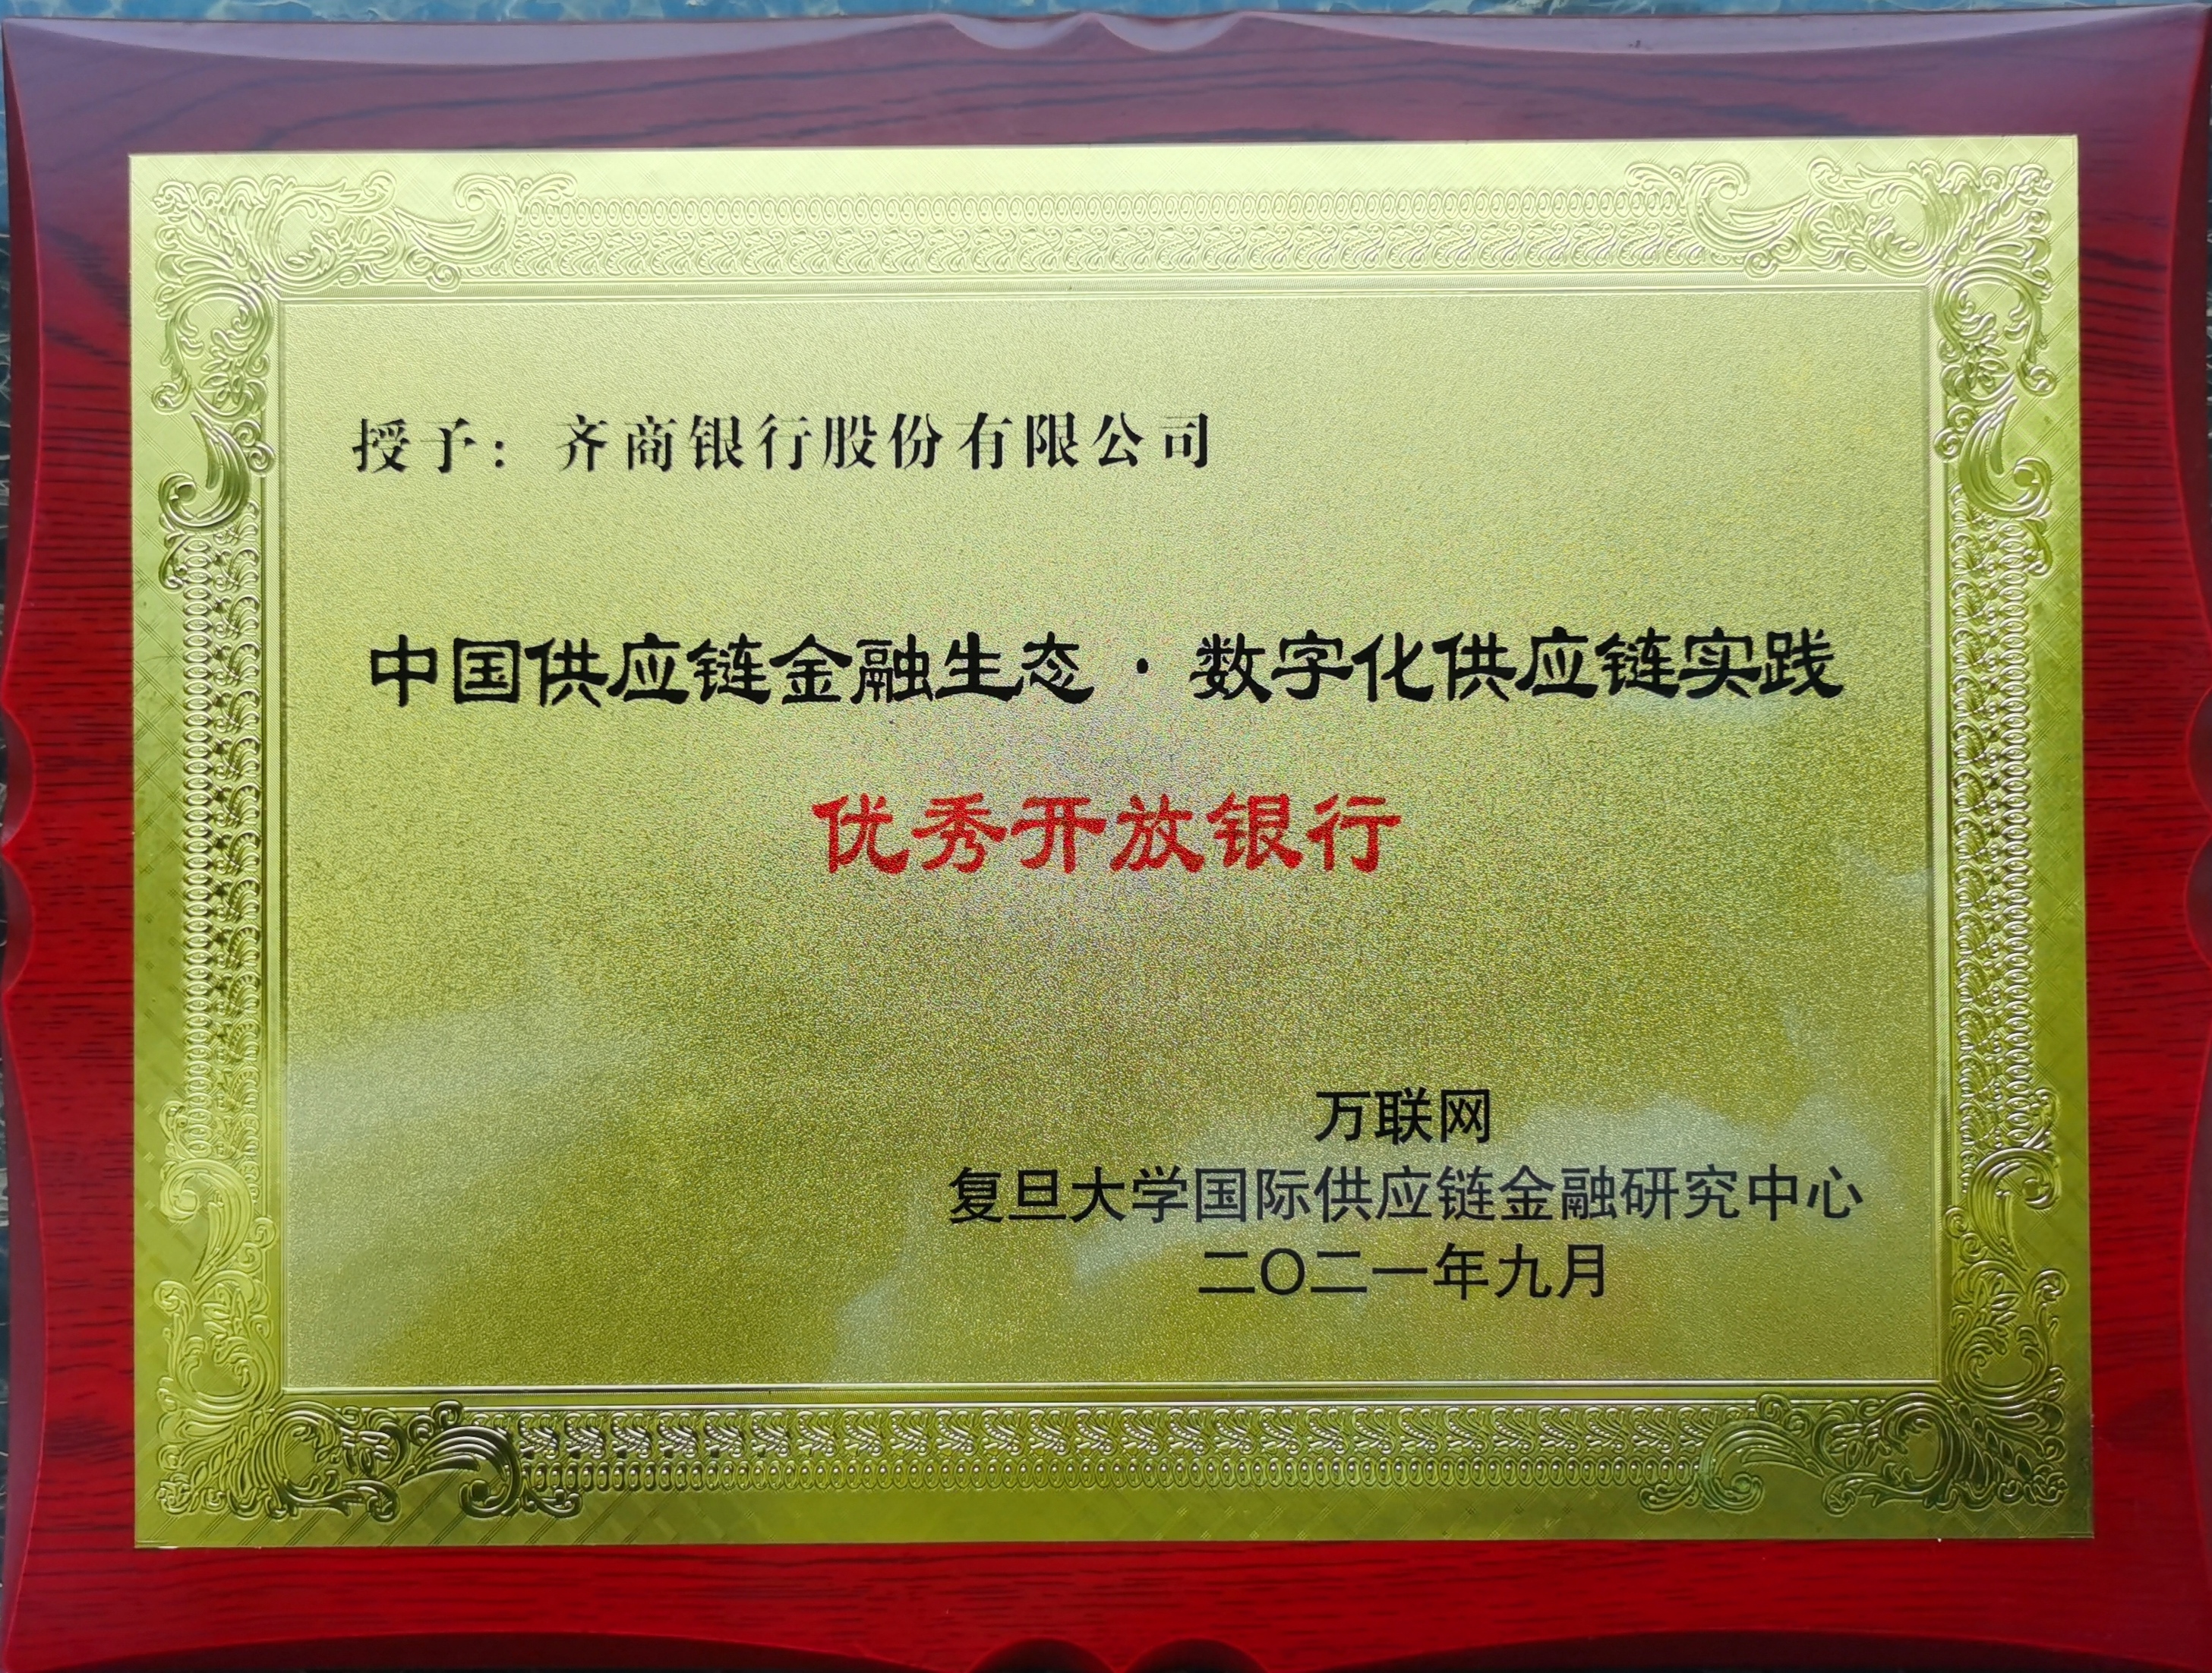 授予：齐商银行股份有限公司
中国供应链金融生态·数字化供应链实践
优秀开放银行
万联网
复旦大学国际供应链金融研究中心
二〇二一年九月